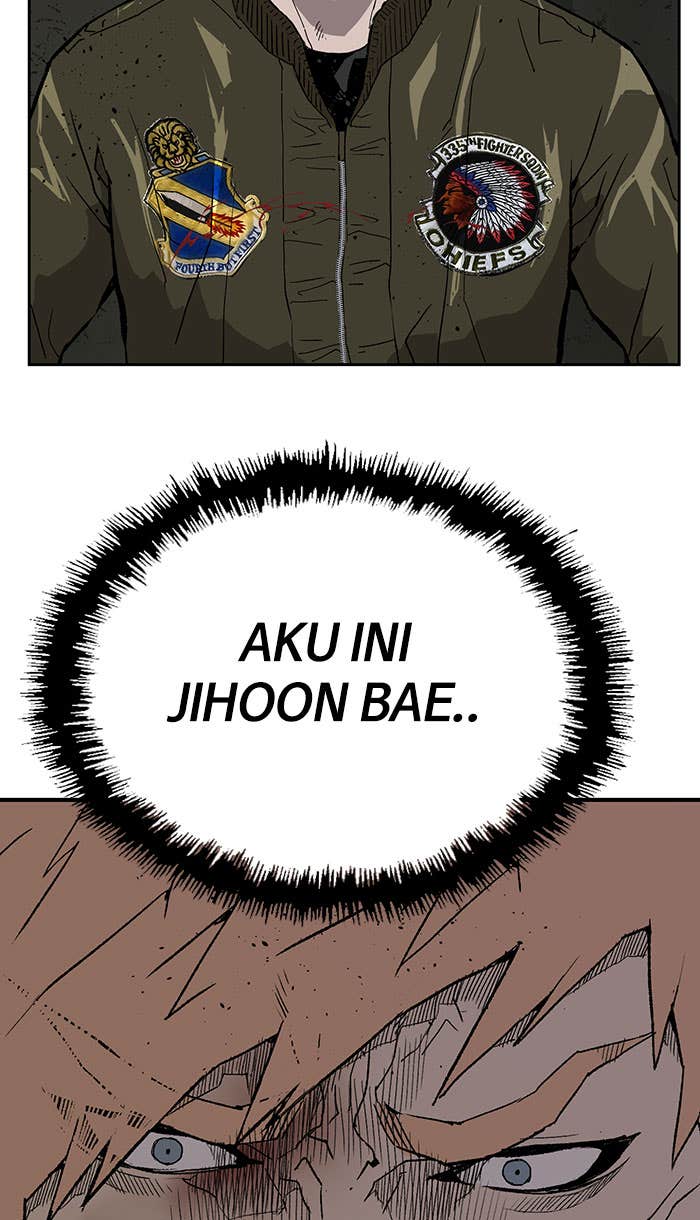 FOURTH BUT FIRST
335TH FIGHTER SQDN
CHIEFS
AKU INI
JIHOON BAE..